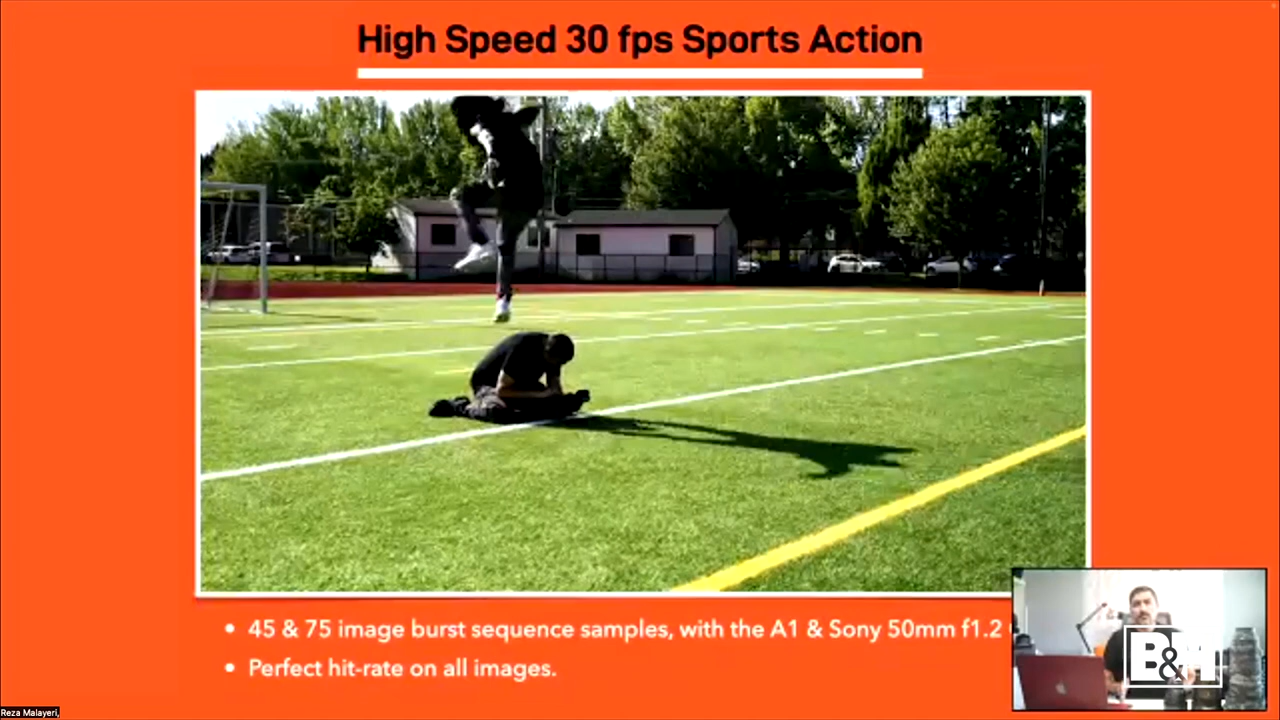 High Speed 30 fps Sports Action
• 45 & 75 image burst sequence samples, with the A1 & Sony 50mm f1.2
• Perfect hit-rate on all images.
B&H
Reza Malayeri,